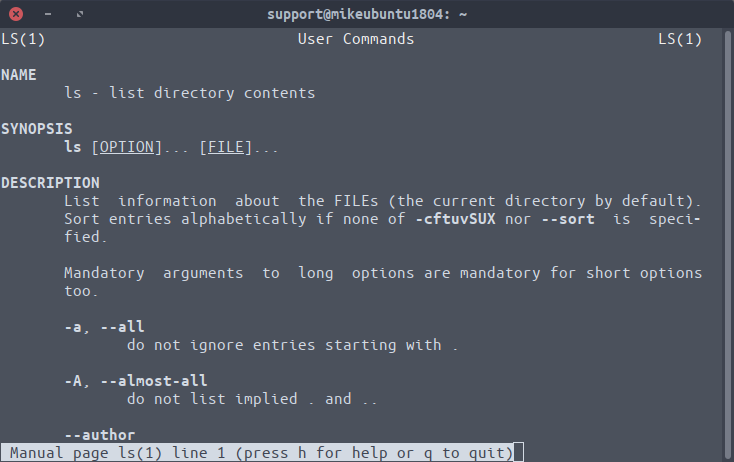 support@mikeubuntu1804: ~
LS(1) User Commands LS(1)
NAME
ls - list directory contents
SYNOPSIS
ls [OPTION]... [FILE]...
DESCRIPTION
List information about the FILEs (the current directory by default).
Sort entries alphabetically if none of -cftuvSUX nor --sort is speci‐
fied.
Mandatory arguments to long options are mandatory for short options
too.
-a, --all
do not ignore entries starting with .
-A, --almost-all
do not list implied . and ..
--author
Manual page ls(1) line 1 (press h for help or q to quit)